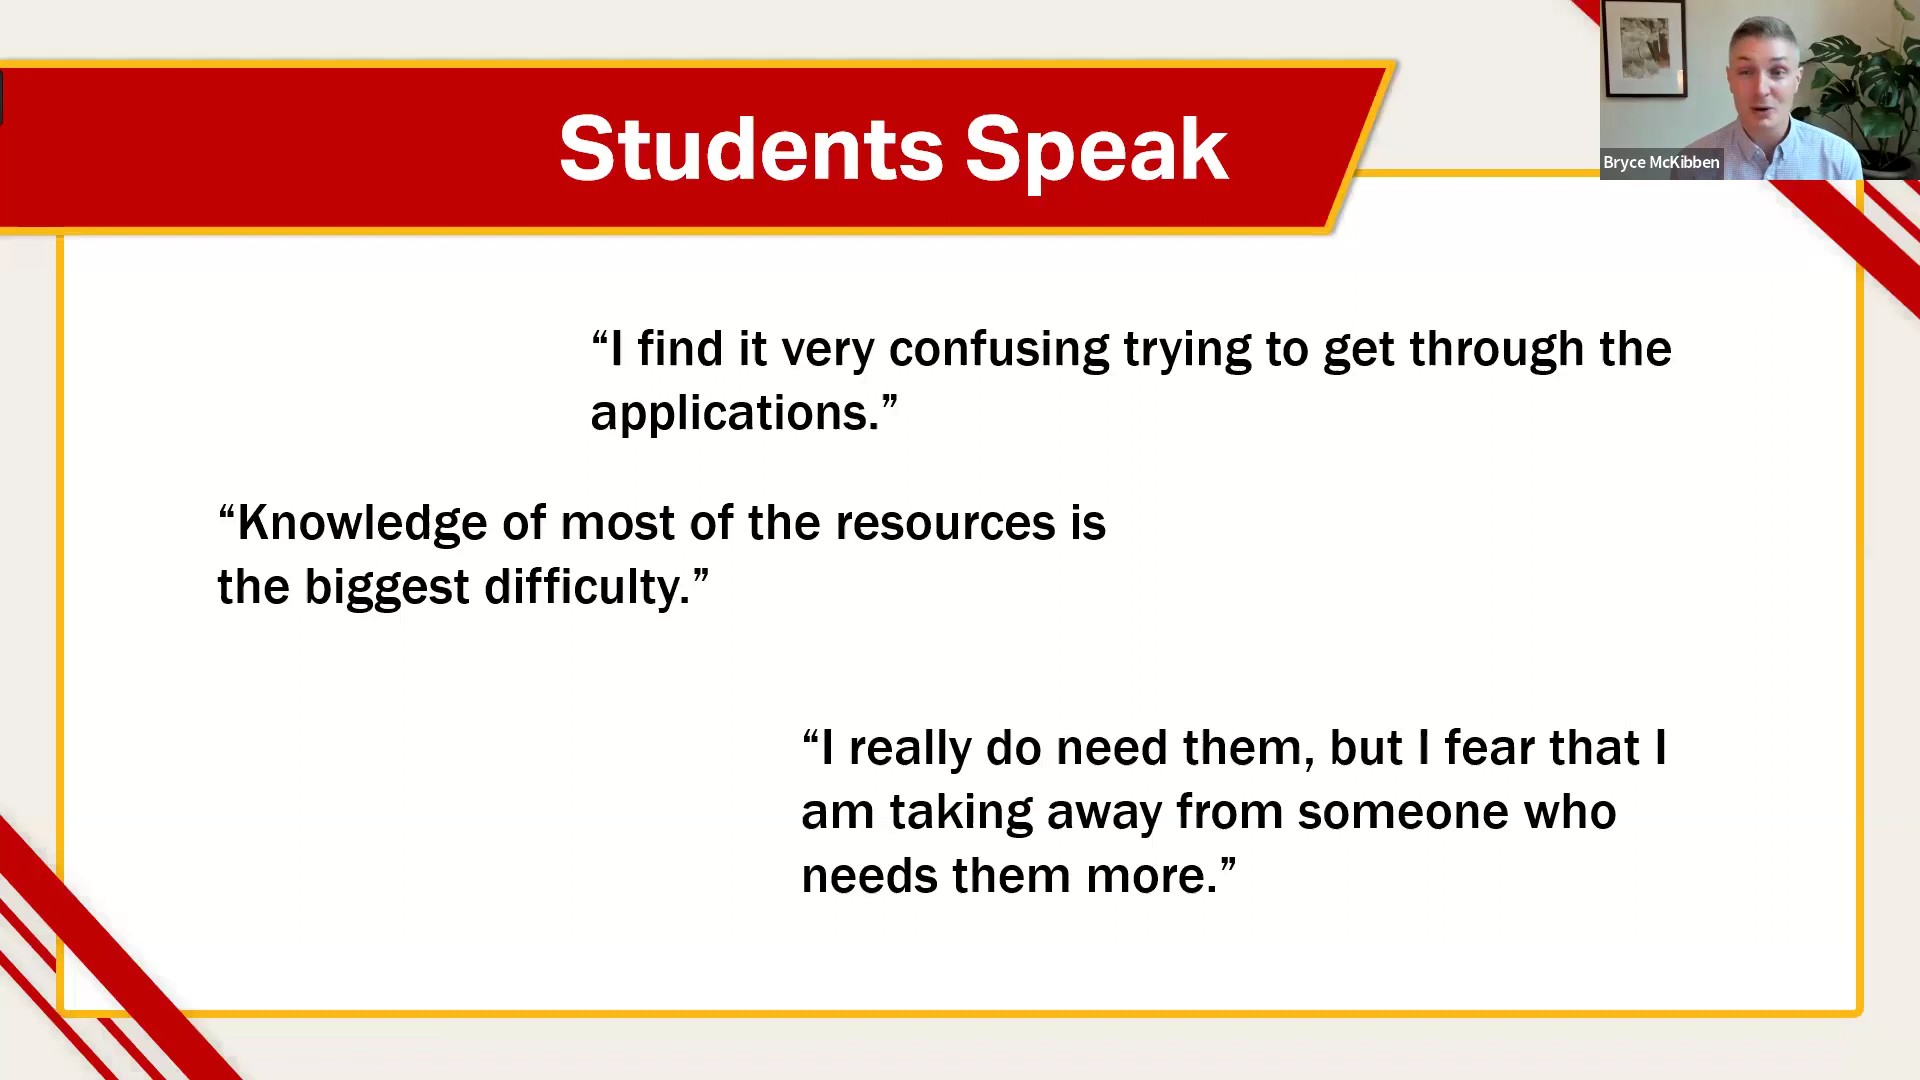 Students Speak
Bryce McKibben
“I find it very confusing trying to get through the
applications.”
“Knowledge of most of the resources is
the biggest difficulty.”
“I really do need them, but I fear that I
am taking away from someone who
needs them more.”